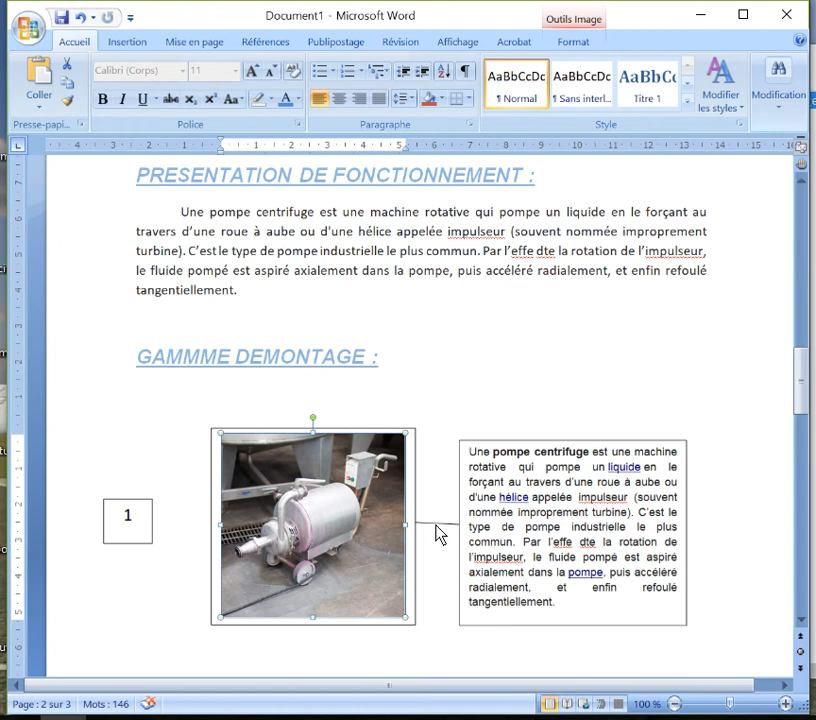 Document1 - Microsoft Word
Outils Image
Accueil Insertion Mise en page Références Publipostage Révision Affichage Acrobat Format
Coller
Calibri (Corps) 11
AaBbCcDc AaBbCcDc AaBbCc
¶ Normal ¶ Sans interl... Titre 1
Modifier les styles
Modification
Presse-papi... Police Paragraphe Style
PRESENTATION DE FONCTIONNEMENT :
Une pompe centrifuge est une machine rotative qui pompe un liquide en le forçant au
travers d’une roue à aube ou d'une hélice appelée impulseur (souvent nommée improprement
turbine). C’est le type de pompe industrielle le plus commun. Par l’effe dte la rotation de l’impulseur,
le fluide pompé est aspiré axialement dans la pompe, puis accéléré radialement, et enfin refoulé
tangentiellement.
GAMMME DEMONTAGE :
1
Une pompe centrifuge est une machine
rotative qui pompe un liquide en le
forçant au travers d’une roue à aube ou
d'une hélice appelée impulseur (souvent
nommée improprement turbine). C’est le
type de pompe industrielle le plus
commun. Par l’effe dte la rotation de
l’impulseur, le fluide pompé est aspiré
axialement dans la pompe, puis accéléré
radialement, et enfin refoulé
tangentiellement.
Page : 2 sur 3 Mots : 146 100 %